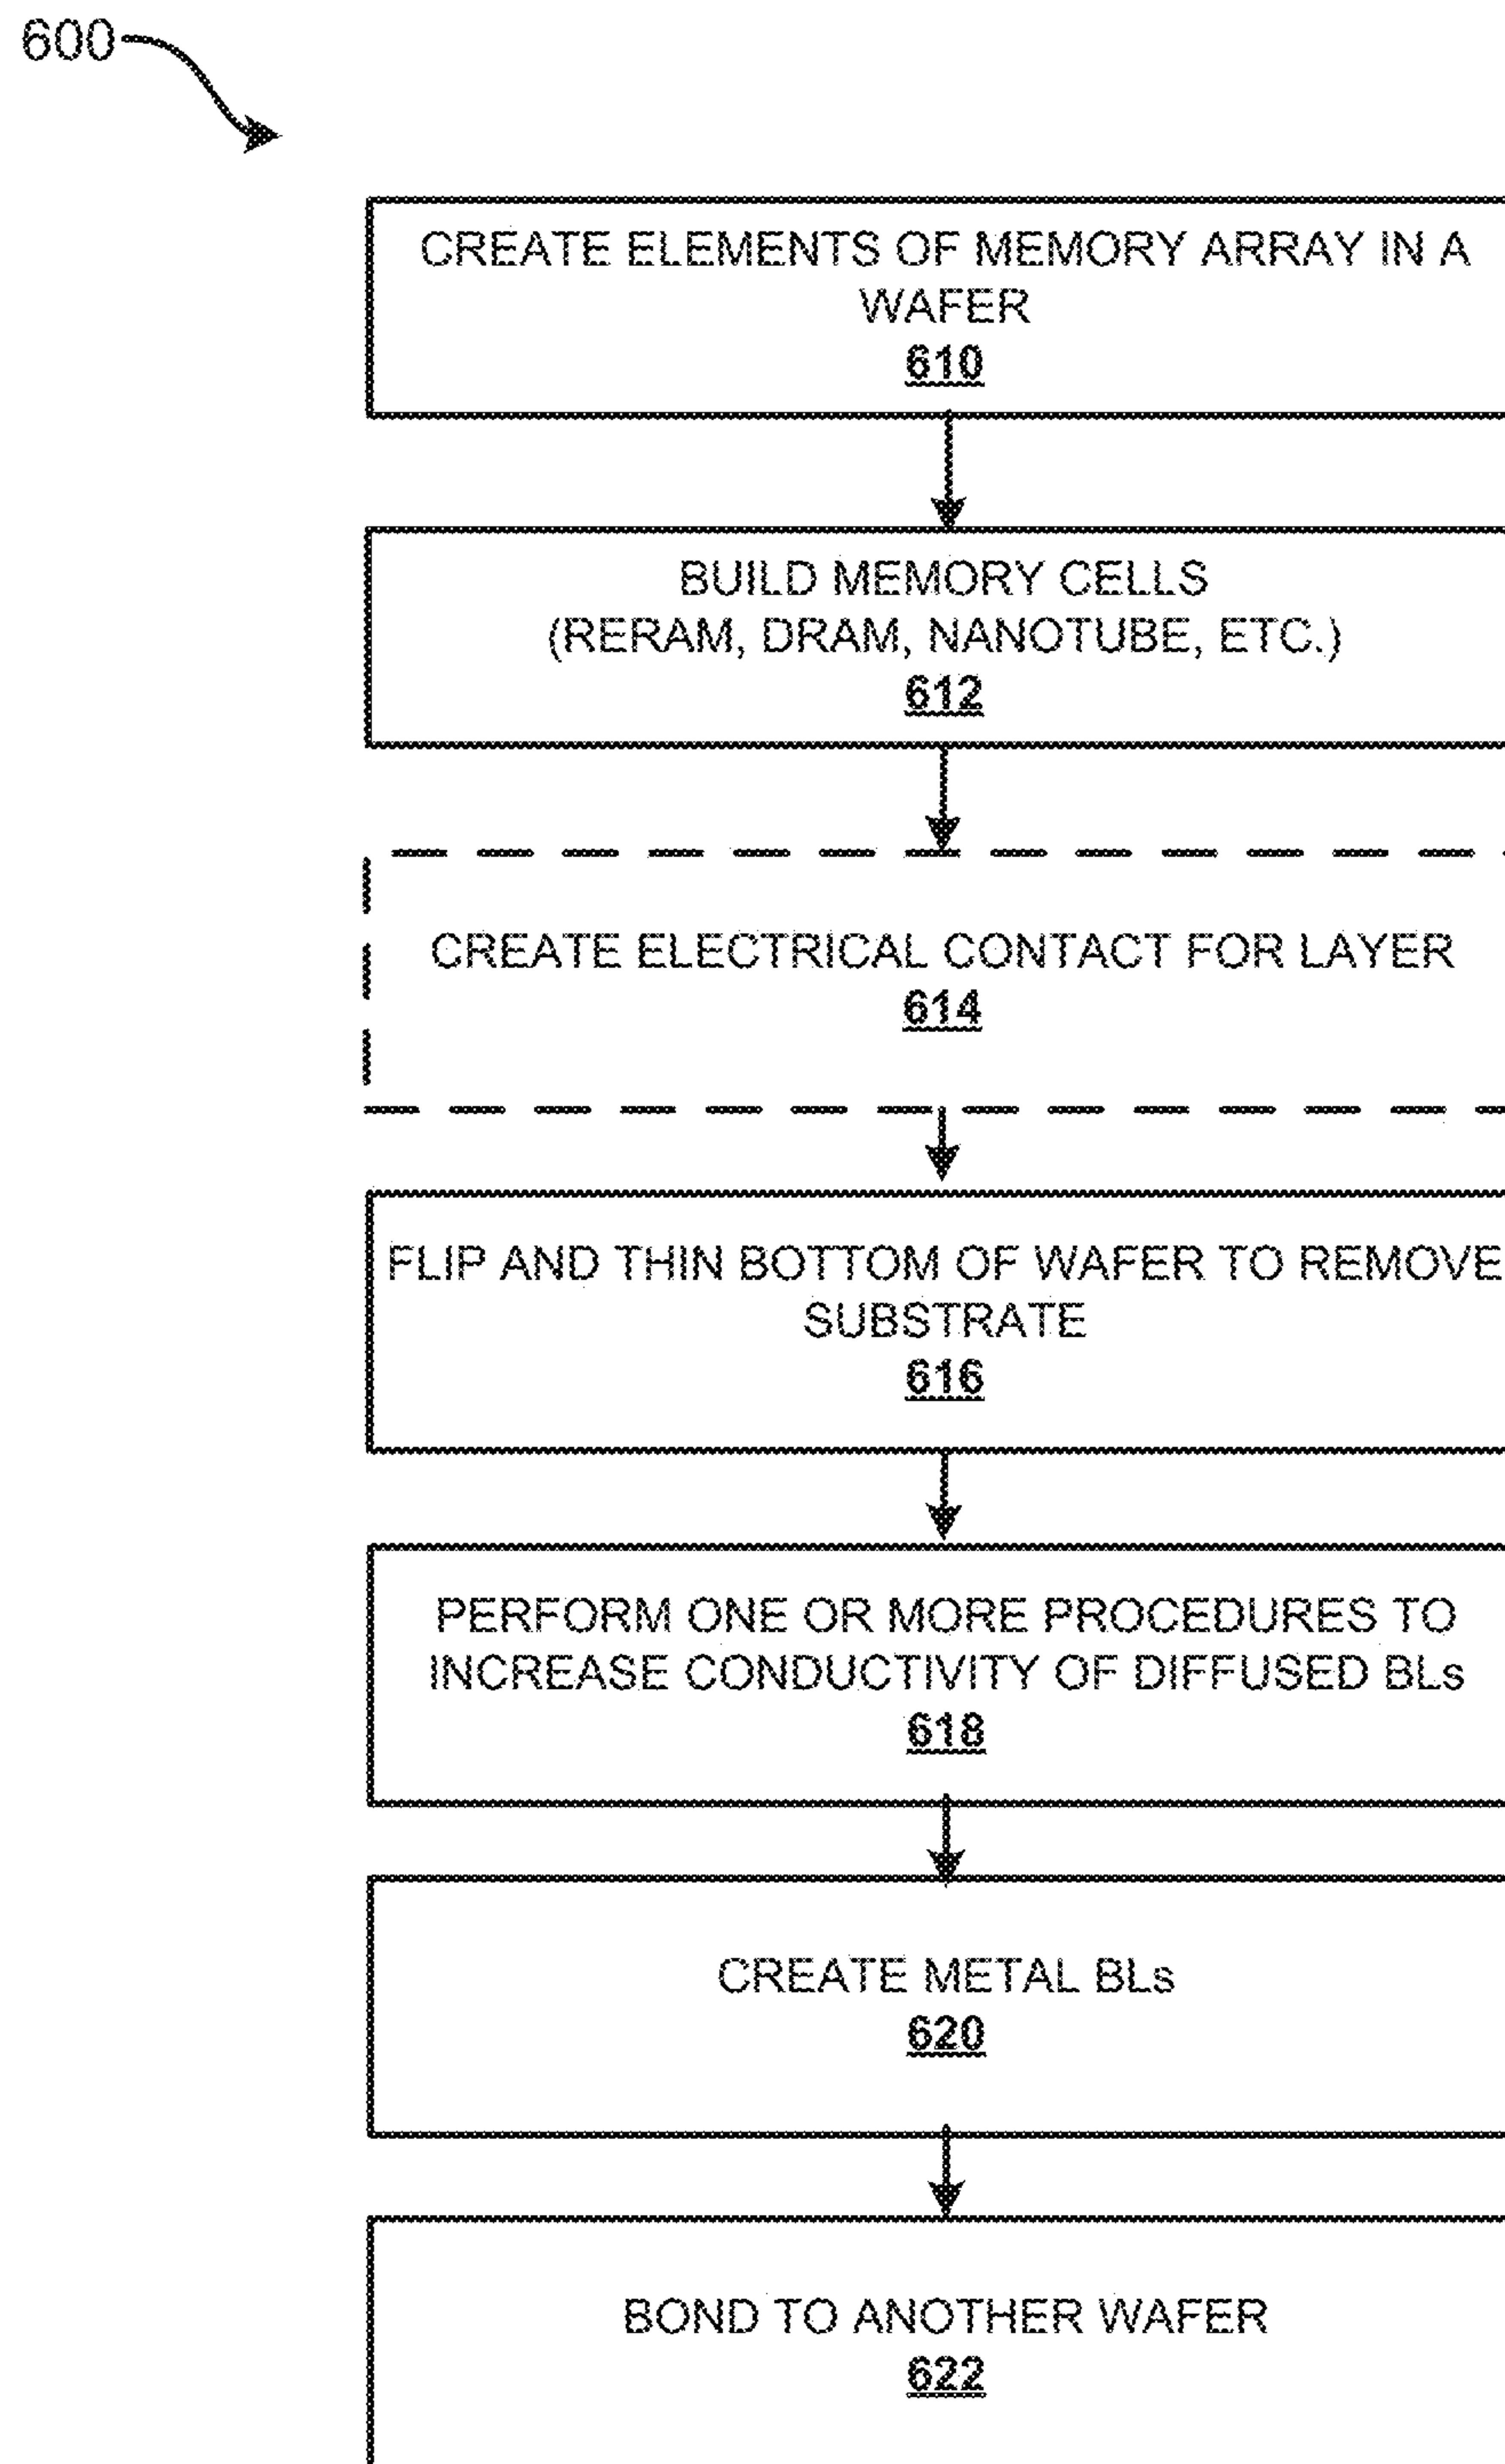 600
CREATE ELEMENTS OF MEMORY ARRAY IN A
WAFER
610
BUILD MEMORY CELLS
(RERAM, DRAM, NANOTUBE, ETC.)
612
CREATE ELECTRICAL CONTACT FOR LAYER
614
FLIP AND THIN BOTTOM OF WAFER TO REMOVE
SUBSTRATE
616
PERFORM ONE OR MORE PROCEDURES TO
INCREASE CONDUCTIVITY OF DIFFUSED BLs
618
CREATE METAL BLs
620
BOND TO ANOTHER WAFER
622